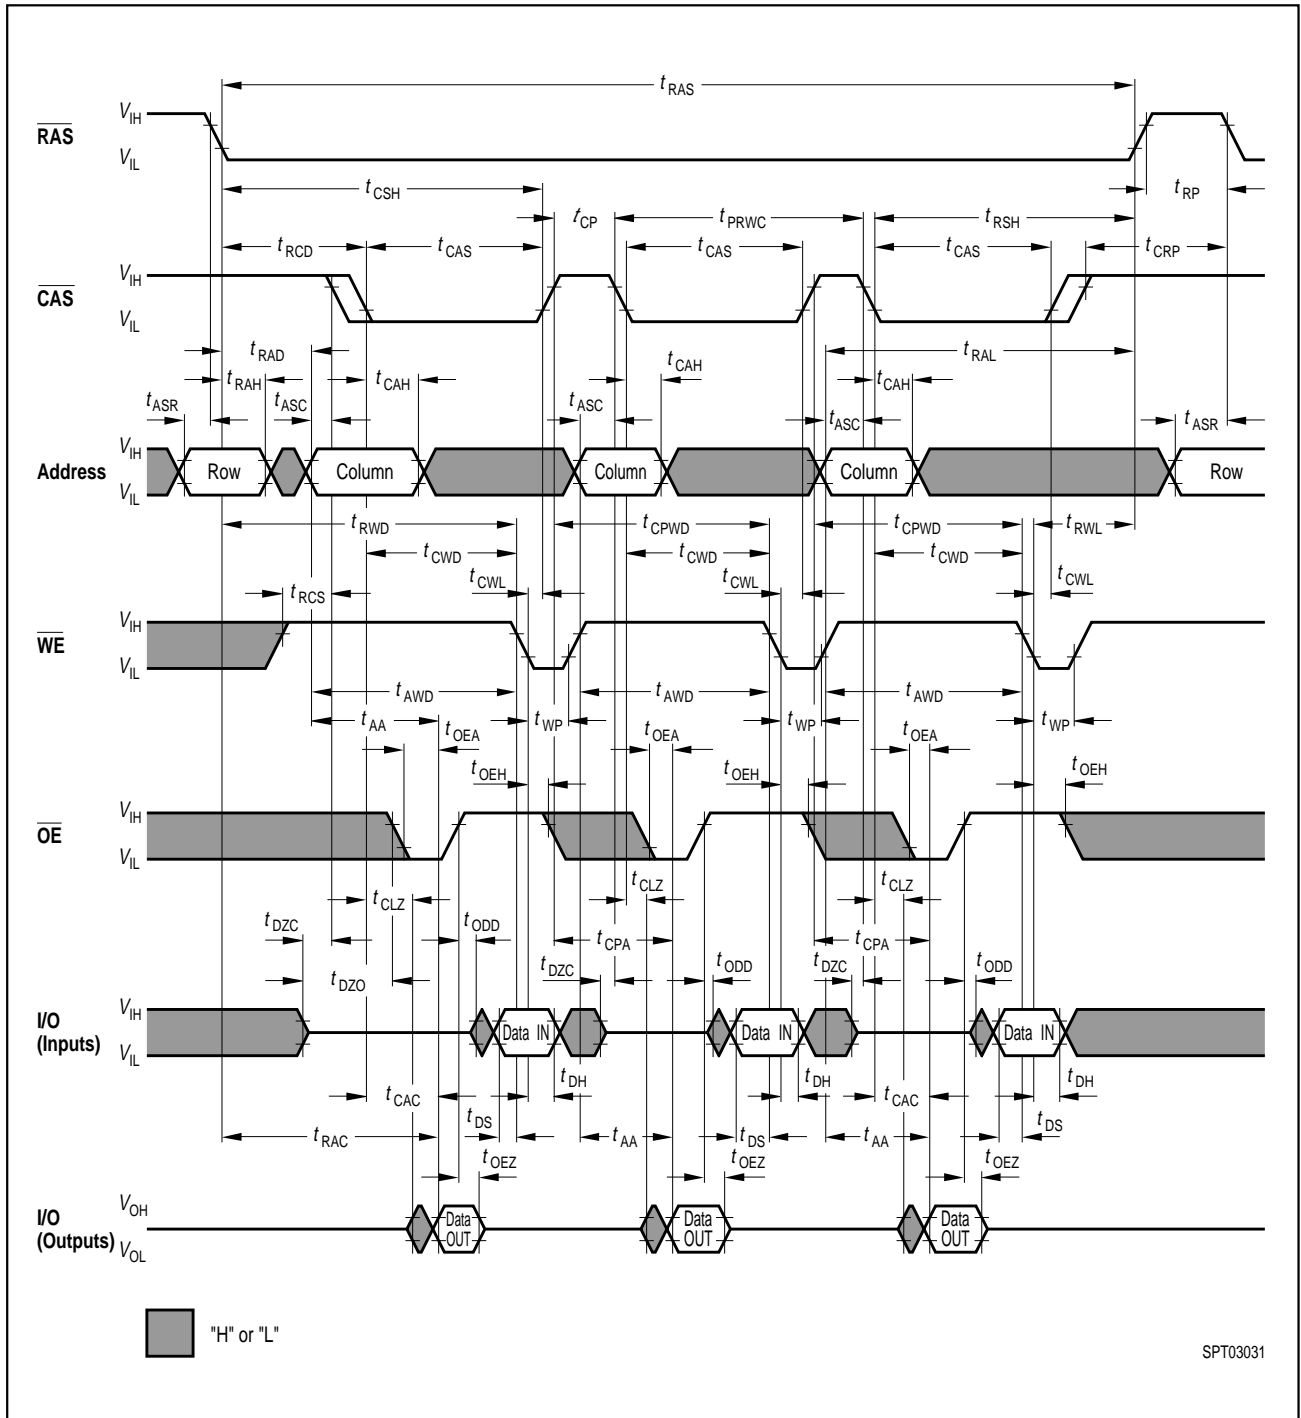 tRAS
VIH
RAS
VIL
tCSH
tRP
tCP
tPRWC
tRSH
tRCD
tCAS
tCAS
tCAS
tCRP
VIH
CAS
VIL
tRAD
tRAL
tRAH
tCAH
tCAH
tCAH
tASR
tASC
tASC
tASC
tASR
VIH
Address
Row
Column
Column
Column
Row
VIL
tRWD
tCPWD
tCPWD
tRWL
tCWD
tCWD
tCWD
tCWL
tCWL
tCWL
tRCS
VIH
WE
VIL
tAWD
tAWD
tAWD
tAA
tWP
tWP
tWP
tOEA
tOEA
tOEA
tOEH
tOEH
tOEH
VIH
OE
VIL
tCLZ
tCLZ
tCLZ
tDZC
tODD
tCPA
tCPA
tDZC
tODD
tDZC
tODD
tDZO
VIH
I/O
(Inputs)
Data IN
Data IN
Data IN
VIL
tDH
tDH
tDH
tCAC
tCAC
tDS
tDS
tDS
tRAC
tAA
tAA
tOEZ
tOEZ
tOEZ
VOH
I/O
(Outputs)
Data
OUT
Data
OUT
Data
OUT
VOL
"H" or "L"
SPT03031